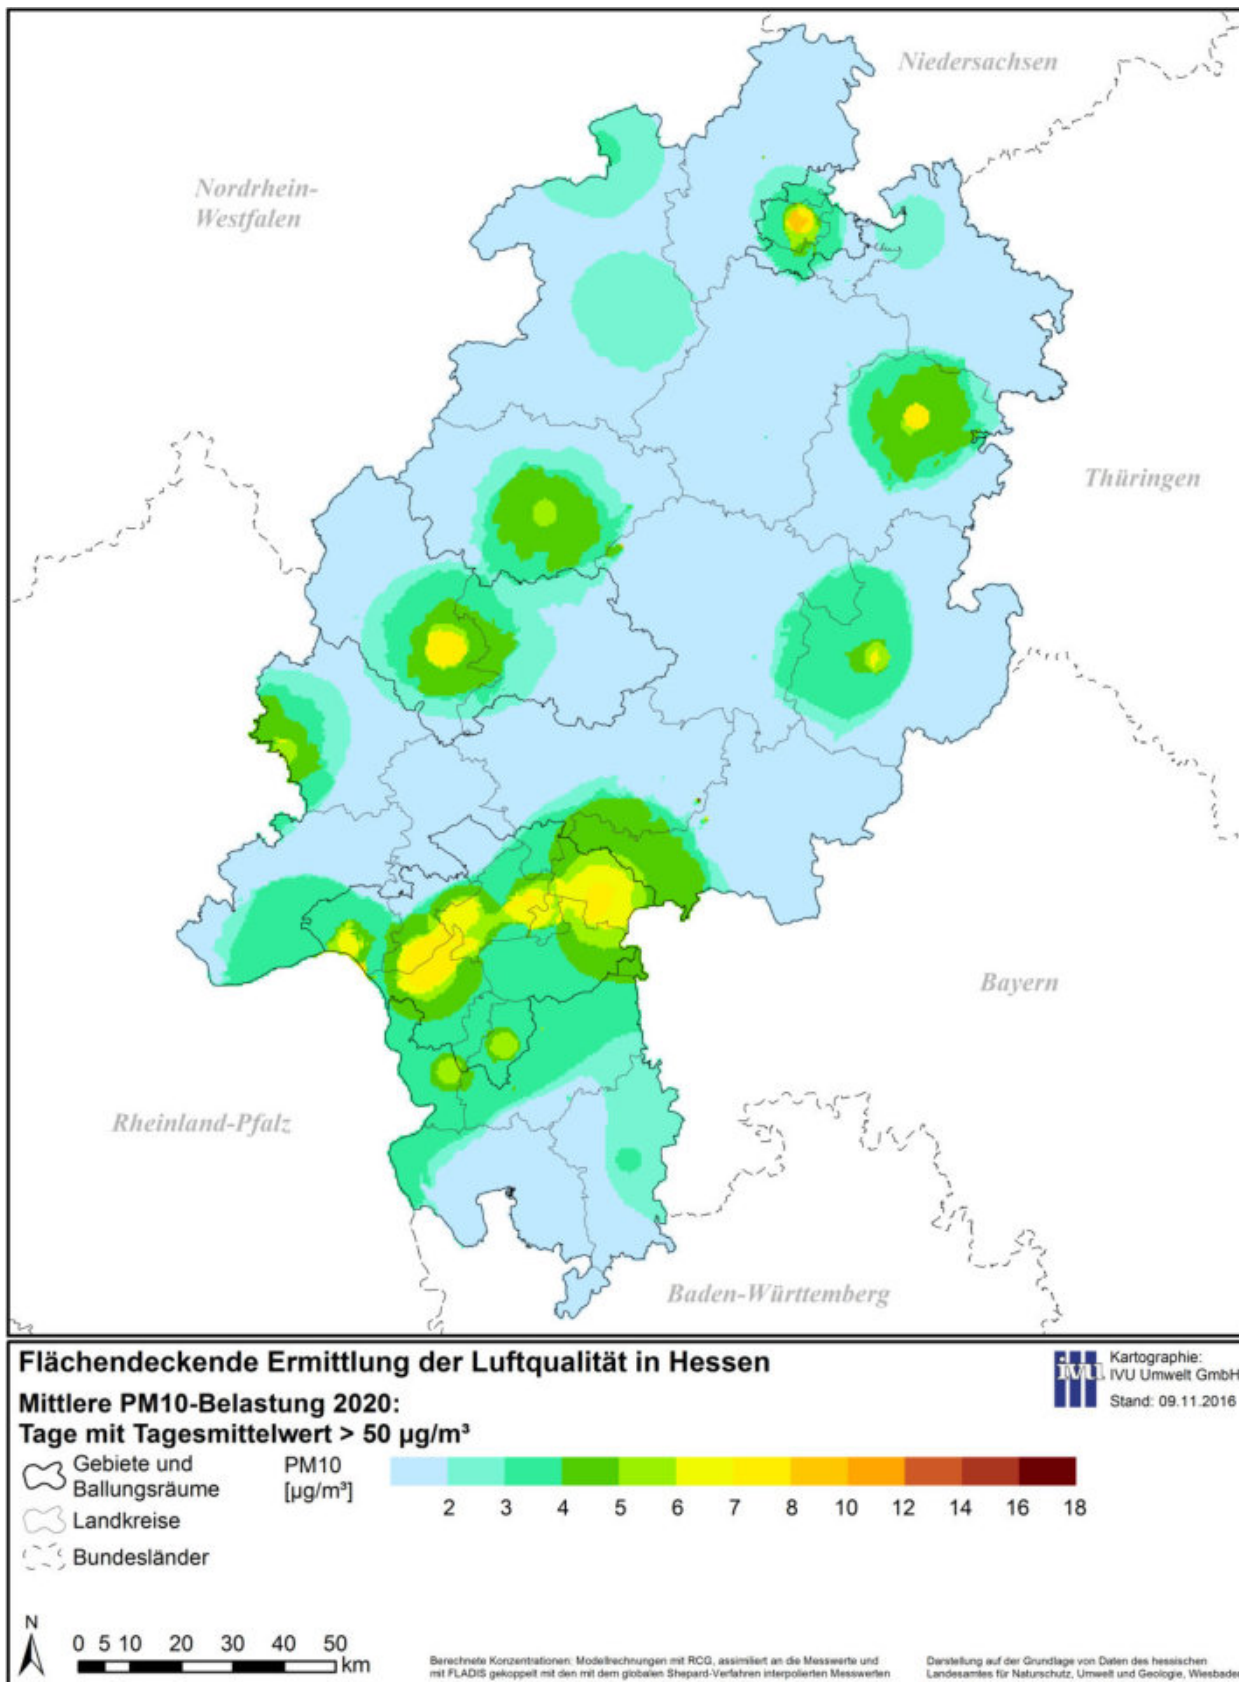 Niedersachsen
Nordrhein-
Westfalen
Thüringen
Bayern
Rheinland-Pfalz
Baden-Württemberg
Flächendeckende Ermittlung der Luftqualität in Hessen
Mittlere PM10-Belastung 2020:
Tage mit Tagesmittelwert > 50 µg/m³
ivu
Kartographie:
IVU Umwelt GmbH
Stand: 09.11.2016
Gebiete und
Ballungsräume
Landkreise
Bundesländer
PM10
[µg/m³]
2 3 4 5 6 7 8 10 12 14 16 18
N
0 5 10 20 30 40 50
km
Berechnete Konzentrationen: Modellrechnungen mit RCG, assimiliert an die Messwerte und
mit FLADIS gekoppelt mit den mit dem globalen Shepard-Verfahren interpolierten Messwerten
Darstellung auf der Grundlage von Daten des hessischen
Landesamtes für Naturschutz, Umwelt und Geologie, Wiesbaden